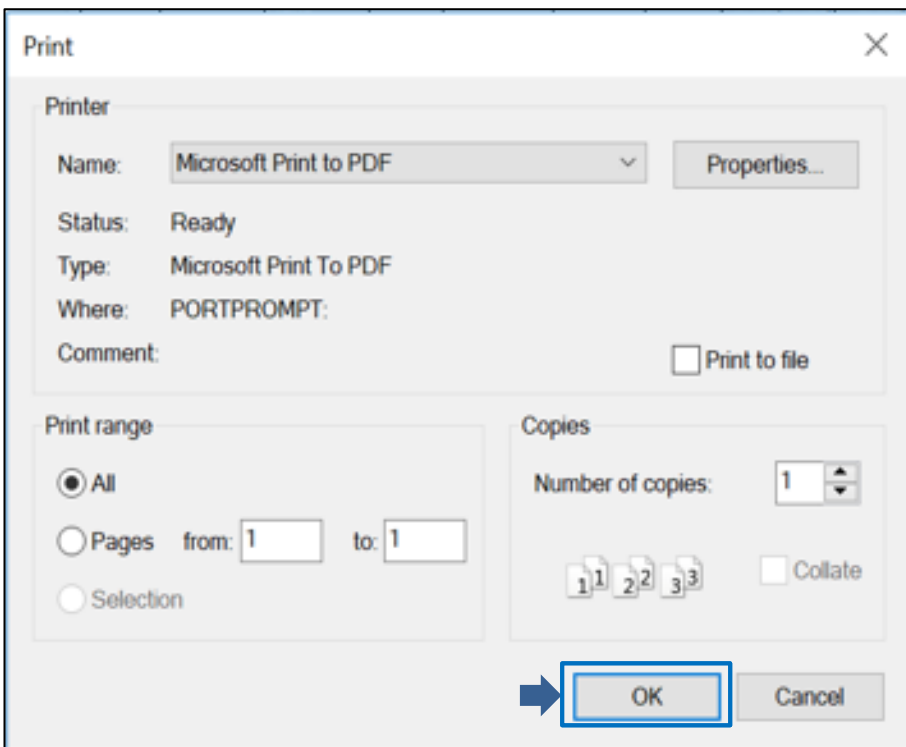 Print
Printer
Name: Microsoft Print to PDF Properties...
Status: Ready
Type: Microsoft Print To PDF
Where: PORTPROMPT:
Comment:
Print to file
Print range
All
Pages from: 1 to: 1
Selection
Copies
Number of copies: 1
1 1 2 2 3 3
Collate
OK Cancel